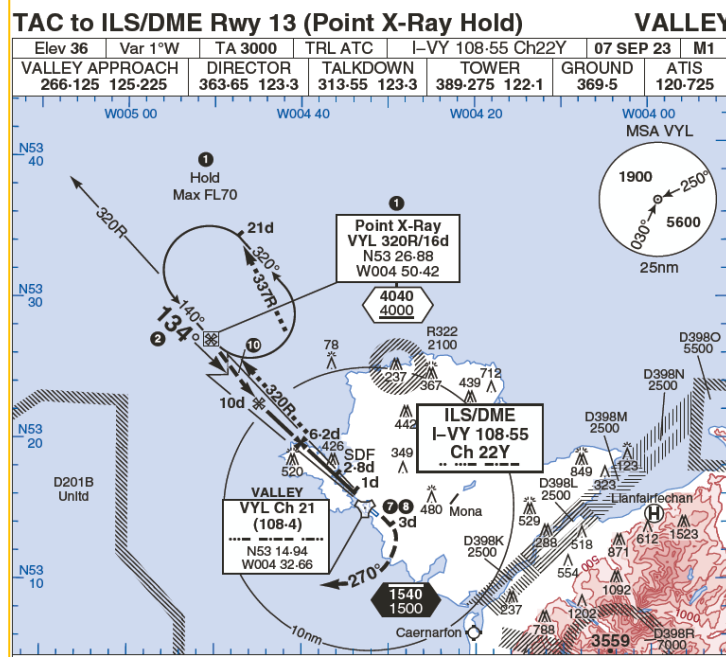 TAC to ILS/DME Rwy 13 (Point X-Ray Hold) VALLEY
Elev 36 Var 1°W TA 3000 TRL ATC I–VY 108·55 Ch22Y 07 SEP 23 M1
VALLEY APPROACH DIRECTOR TALKDOWN TOWER GROUND ATIS
266·125 125·225 363·65 123·3 313·55 123·3 389·275 122·1 369·5 120·725
W005 00 W004 40 W004 20 W004 00
MSA VYL
N53
40
1
Hold
Max FL70
1900
250°
5600
030°
25nm
320R
21d
1
Point X-Ray
VYL 320R/16d
N53 26·88
W004 50·42
320°
337R
N53
30
140°
134°
2
4040
4000
10
78
R322
2100
D398O
5500
D398N
2500
237
367
439
712
10d
320R
442
ILS/DME
I–VY 108·55
Ch 22Y
D398M
2500
N53
20
6·2d
426
520
SDF
2·8d
1d
349
849
123
323
D201B
Unltd
D398L
2500
Llanfairfechan
H
VALLEY
VYL Ch 21
(108·4)
N53 14·94
W004 32·66
7 8
3d
480
Mona
529
288
518
612
1523
871
D398K
2500
554
500
N53
10
270°
1540
1500
237
1092
1202
1000
10nm
Caernarfon
788
3559
D398R
7000